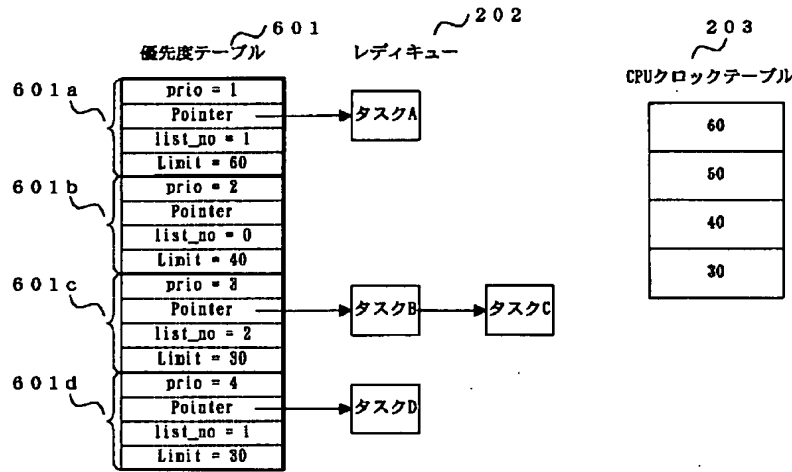 601
優先度テーブル
202
レディキュー
203
CPUクロックテーブル
601a
prio = 1
Pointer
list_no = 1
Limit = 60
タスクA
601b
prio = 2
Pointer
list_no = 0
Limit = 40
601c
prio = 3
Pointer
list_no = 2
Limit = 30
タスクB
タスクC
601d
prio = 4
Pointer
list_no = 1
Limit = 30
タスクD
60
50
40
30